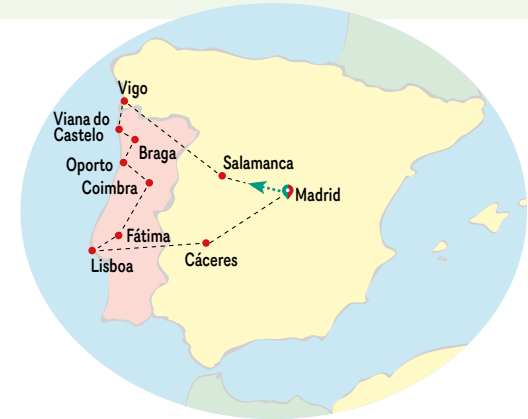 Vigo
Viana do
Castelo
Braga
Oporto
Salamanca
Coimbra
Madrid
Fátima
Cáceres
Lisboa